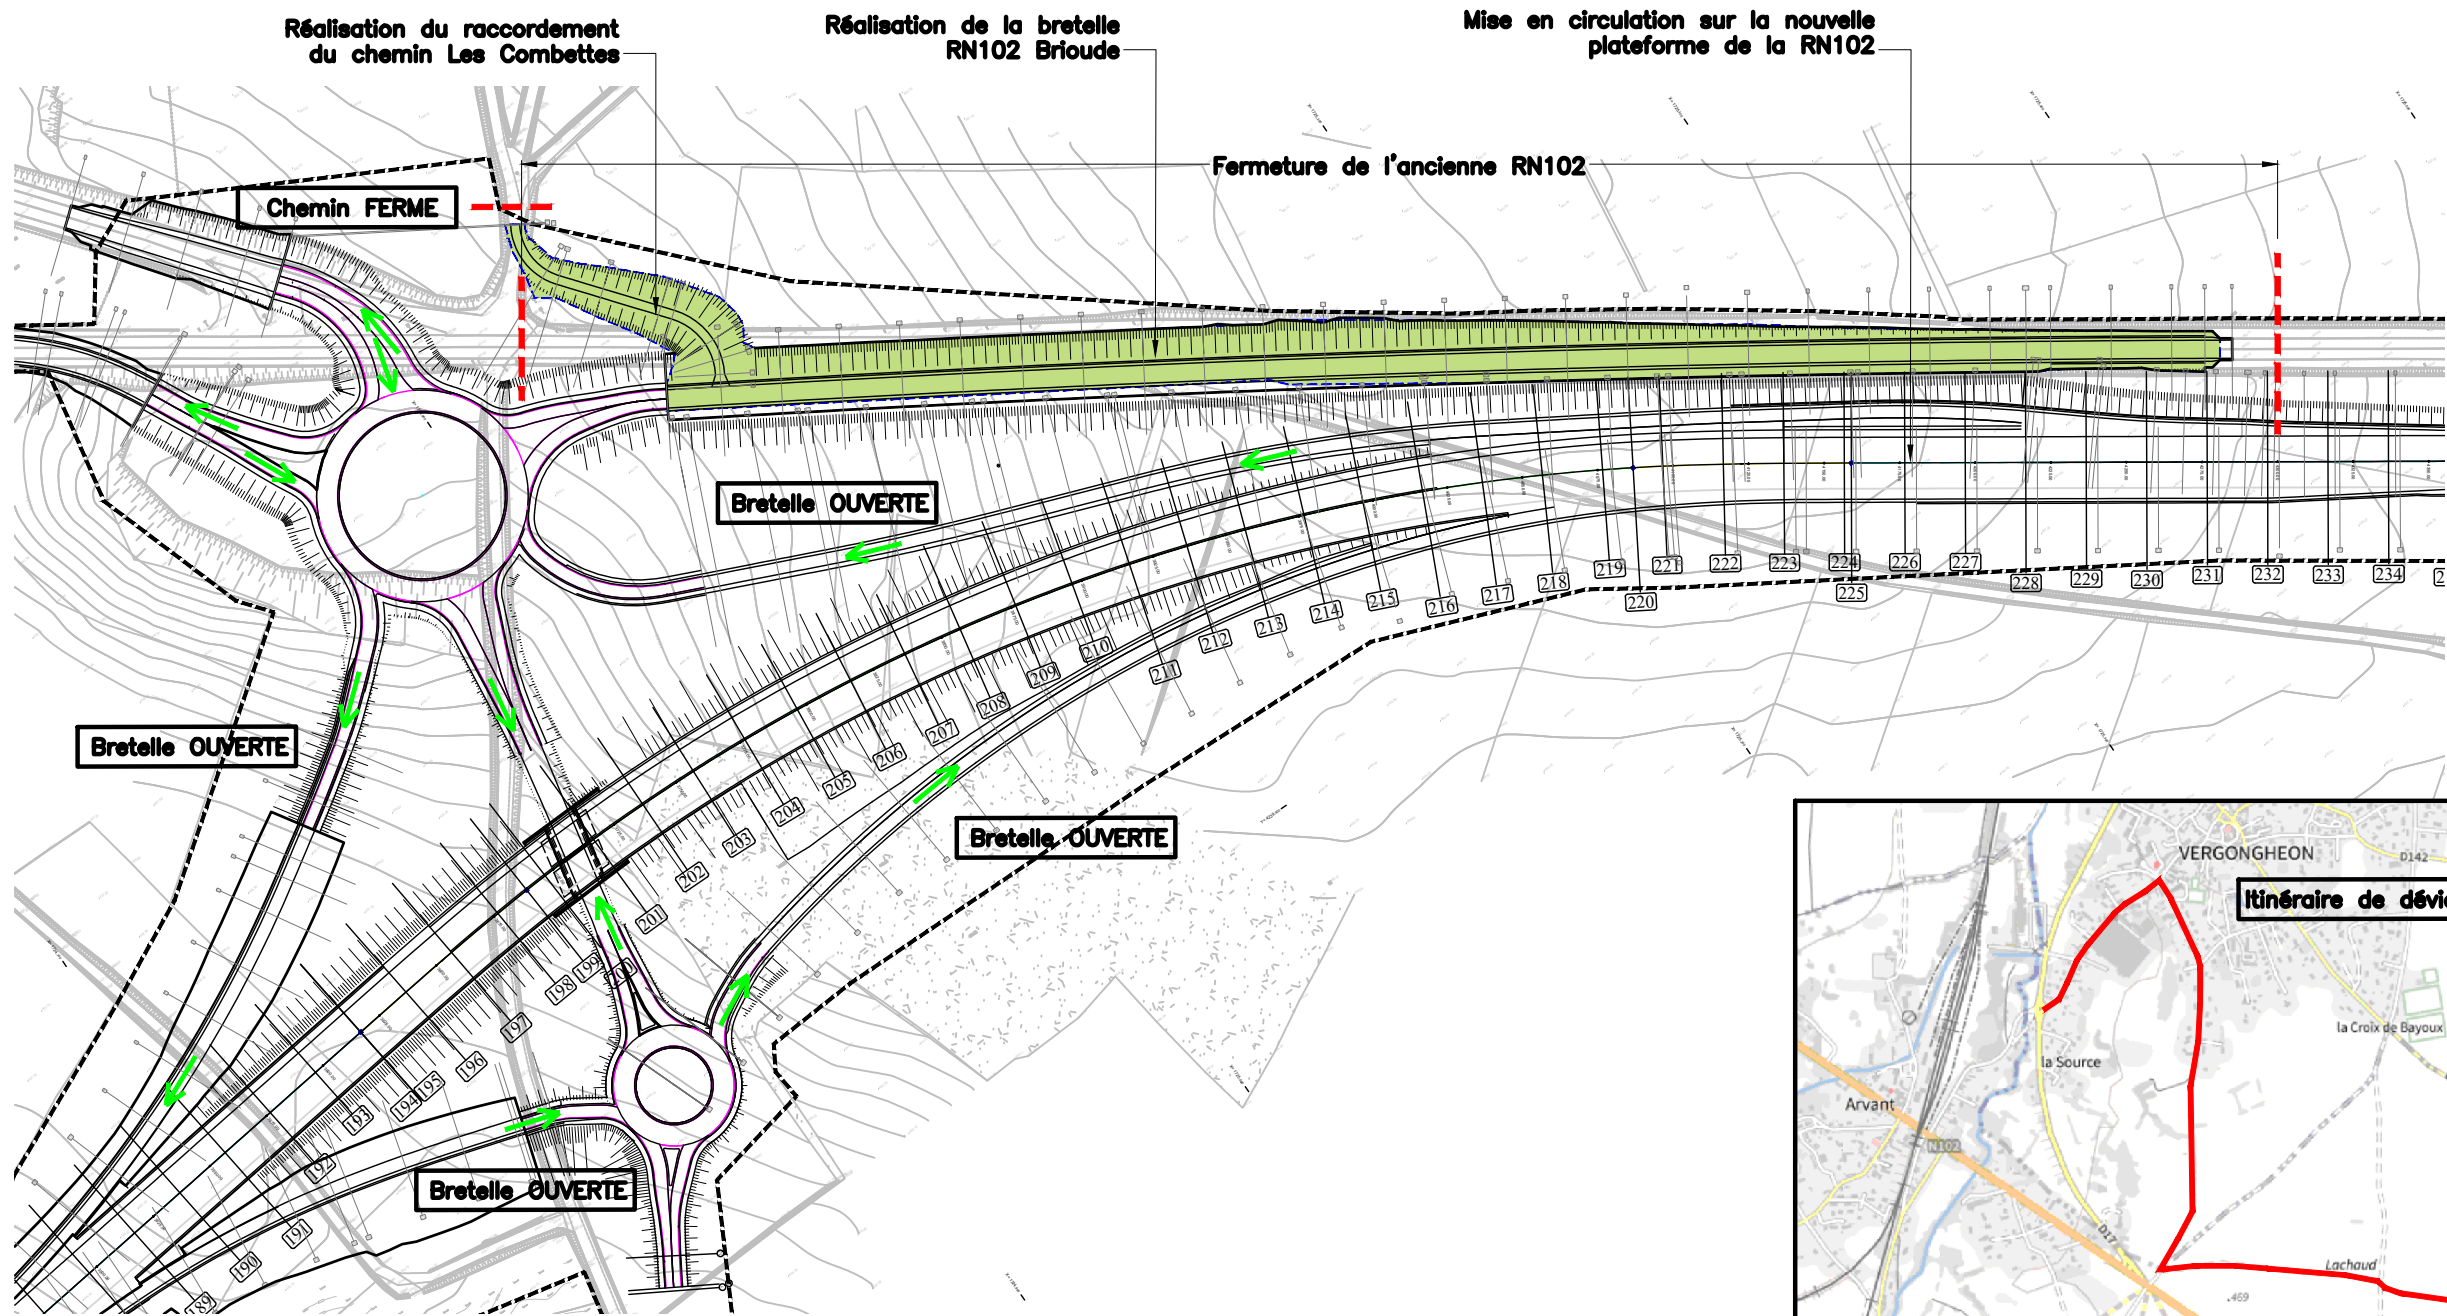 Réalisation du raccordement
du chemin Les Combettes
Réalisation de la bretelle
RN102 Brioude
Mise en circulation sur la nouvelle
plateforme de la RN102
Fermeture de l'ancienne RN102
Chemin FERME
Bretelle OUVERTE
Bretelle OUVERTE
Bretelle OUVERTE
Bretelle OUVERTE
189
190
191
192
193
194
195
196
197
198
199
200
201
202
203
204
205
206
207
208
209
210
211
212
213
214
215
216
217
218
219
220
221
222
223
224
225
226
227
228
229
230
231
232
233
234
VERGONGHEON
D142
Itinéraire de dévi
la Croix de Bayoux
la Source
Arvant
N102
D17
Lachaud
.469